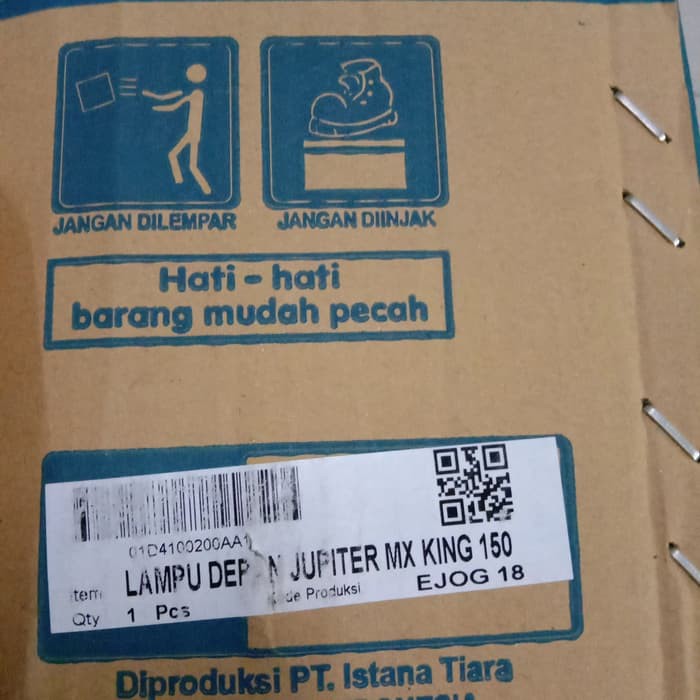 JANGAN DILEMPAR
JANGAN DIINJAK
Hati - hati
barang mudah pecah
01D4100200AA1
Item LAMPU DEP N JUPITER MX KING 150
Qty 1 Pcs de Produksi EJOG 18
Diproduksi PT. Istana Tiara